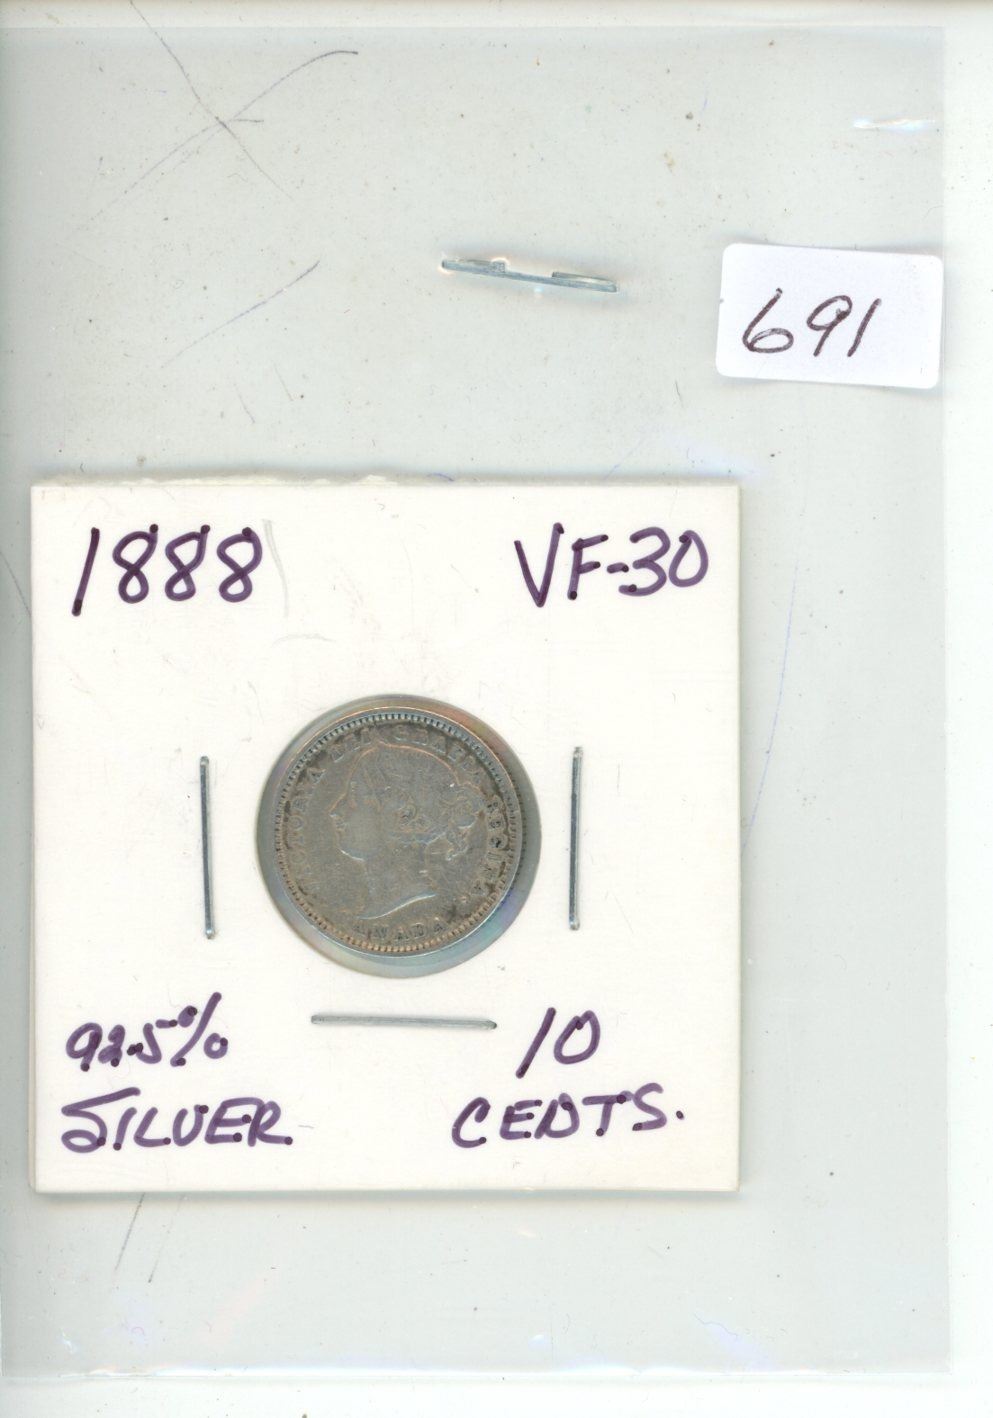 691
1888 VF-30
VICTORIA DEI GRATIA REGINA
CANADA
92.5% 10
SILVER CENTS.